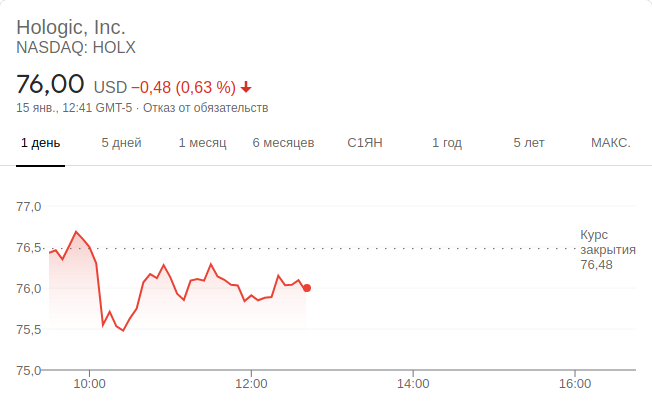 Hologic, Inc.
NASDAQ: HOLX
76,00 USD −0,48 (0,63 %)
15 янв., 12:41 GMT-5 · Отказ от обязательств
1 день 5 дней 1 месяц 6 месяцев С1ЯН 1 год 5 лет МАКС.
77,0
76,5
76,0
75,5
75,0
Курс
закрытия
76,48
10:00 12:00 14:00 16:00